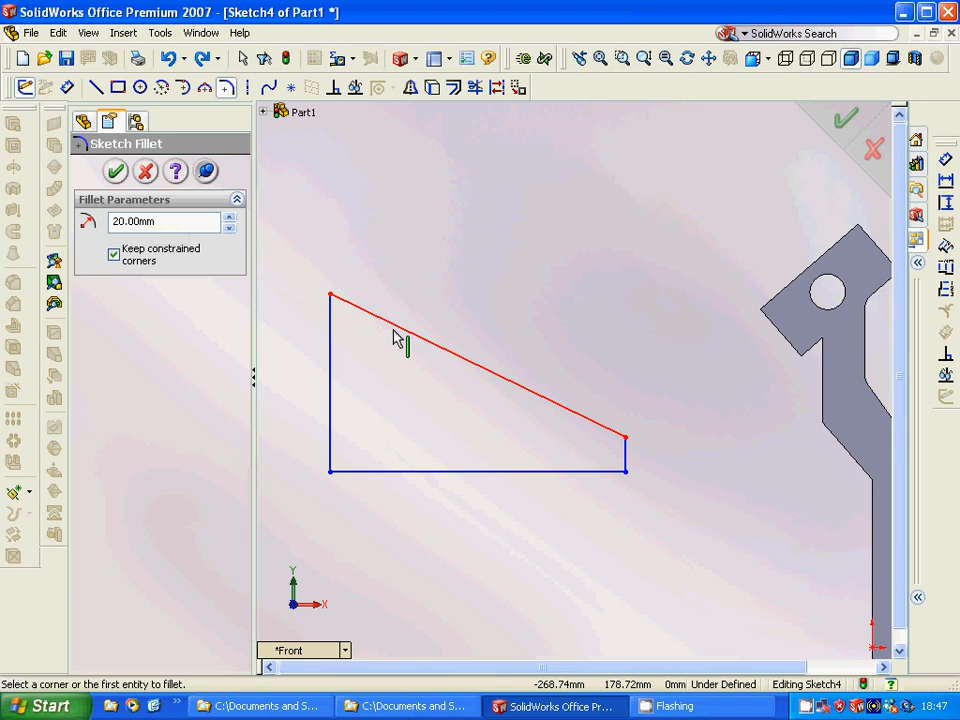 SolidWorks Office Premium 2007 - [Sketch4 of Part1 *]
File Edit View Insert Tools Window Help
SolidWorks Search
Part1
Sketch Fillet
Fillet Parameters
20.00mm
Keep constrained
corners
Y
X
*Front
Select a corner or the first entity to fillet.
-268.74mm 178.72mm 0mm Under Defined Editing Sketch4
Start
C:\Documents and S...
C:\Documents and S...
SolidWorks Office Pr...
Flashing
18:47